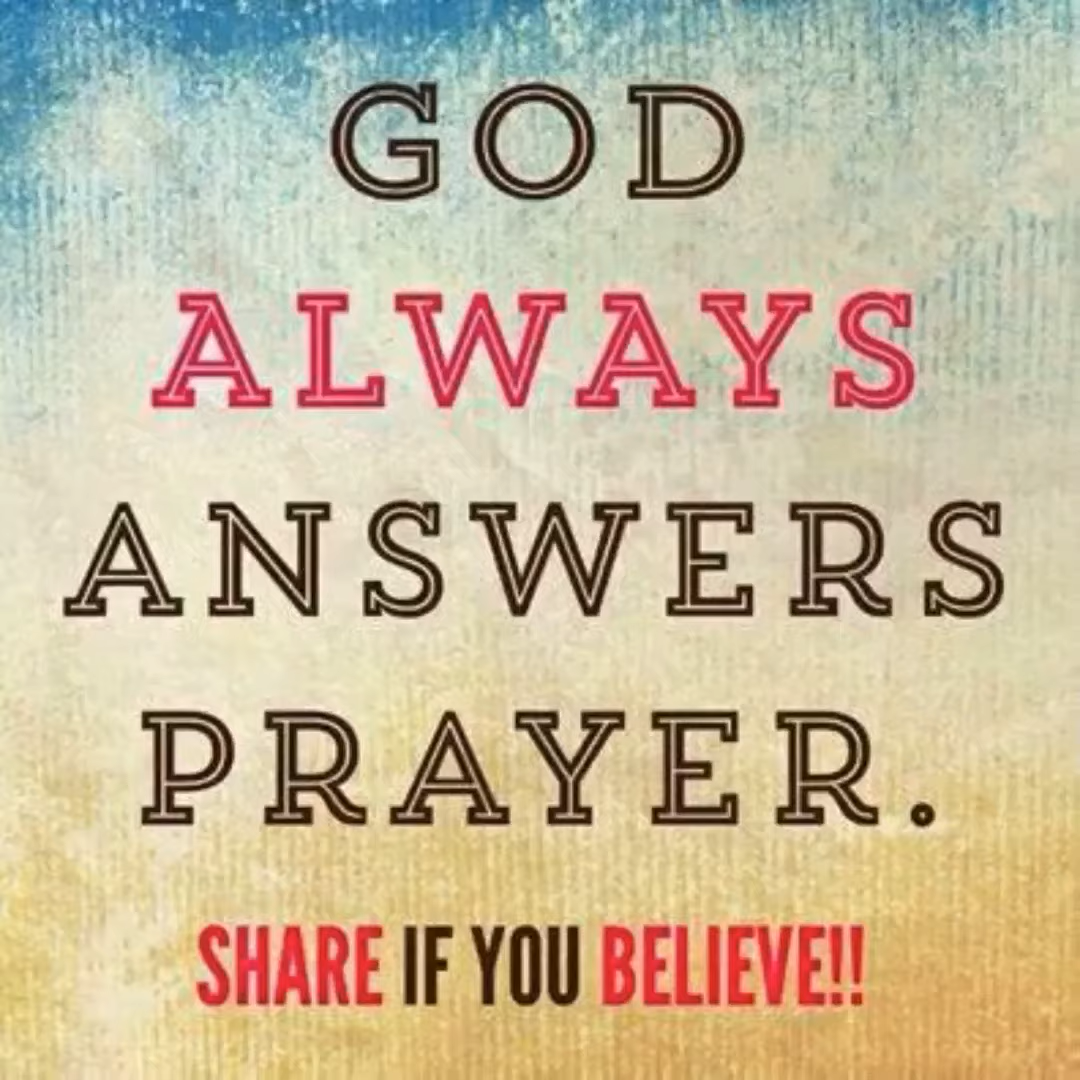 GOD
ALWAYS
ANSWERS
PRAYER.
SHARE IF YOU BELIEVE!!